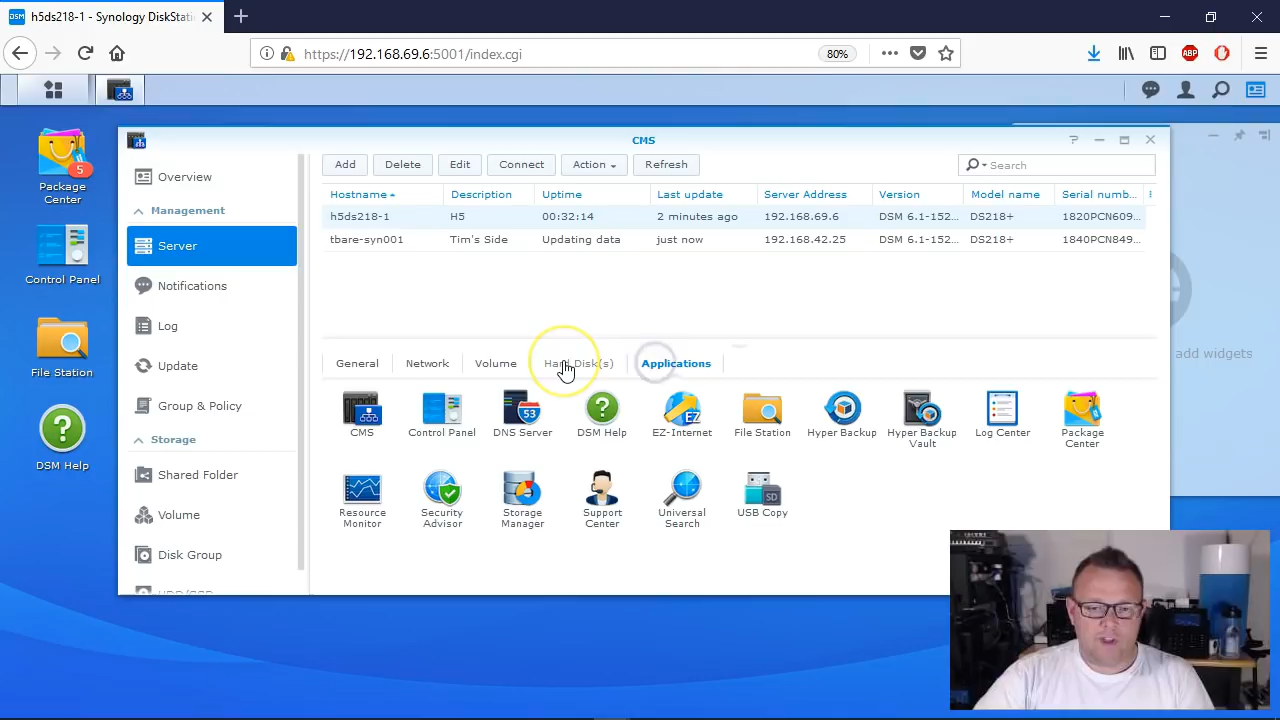 h5ds218-1 - Synology DiskStati
https://192.168.69.6:5001/index.cgi
80%
ABP
CMS
5
Package
Center
Control Panel
File Station
DSM Help
Overview
Management
Server
Notifications
Log
Update
Group & Policy
Storage
Shared Folder
Volume
Disk Group
Add
Delete
Edit
Connect
Action
Refresh
Search
Hostname
Description
Uptime
Last update
Server Address
Version
Model name
Serial numb...
h5ds218-1
H5
00:32:14
2 minutes ago
192.168.69.6
DSM 6.1-152...
DS218+
1820PCN609...
tbare-syn001
Tim's Side
Updating data
just now
192.168.42.25
DSM 6.1-152...
DS218+
1840PCN849...
General
Network
Volume
Hard Disk(s)
Applications
CMS
Control Panel
53
DNS Server
DSM Help
EZ
EZ-Internet
File Station
Hyper Backup
Hyper Backup
Vault
Log Center
Package
Center
Resource
Monitor
Security
Advisor
Storage
Manager
Support
Center
Universal
Search
SD
USB Copy
add widgets